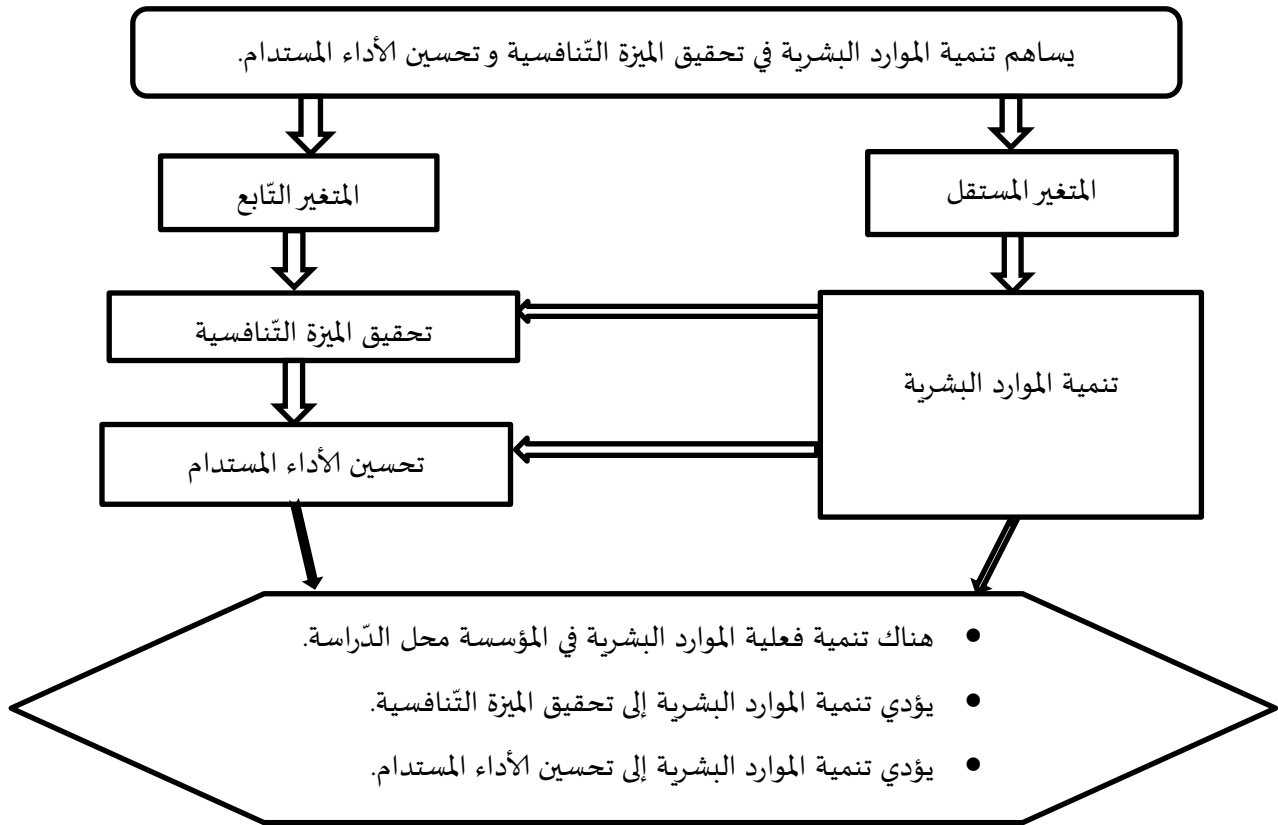 يساهم تنمية الموارد البشرية في تحقيق الميزة التّنافسية و تحسين الأداء المستدام.
المتغير المستقل
المتغير التّابع
تنمية الموارد البشرية
تحقيق الميزة التّنافسية
تحسين الأداء المستدام
• هناك تنمية فعلية الموارد البشرية في المؤسسة محل الدّراسة.
• يؤدي تنمية الموارد البشرية إلى تحقيق الميزة التّنافسية.
• يؤدي تنمية الموارد البشرية إلى تحسين الأداء المستدام.